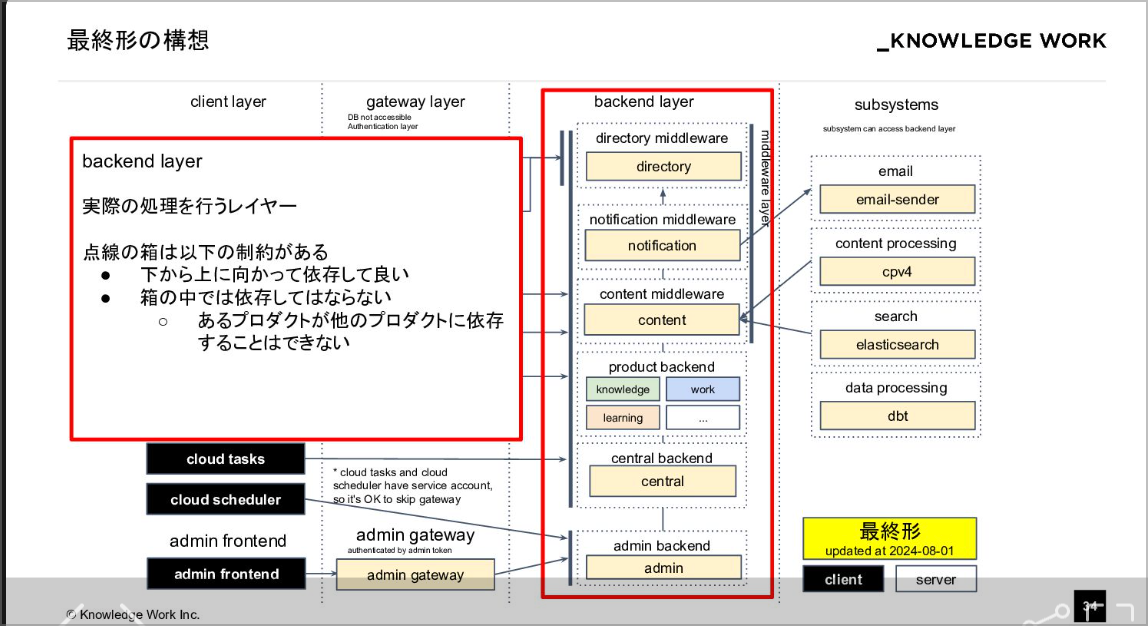 最終形の構想
_KNOWLEDGE WORK
client layer
gateway layer
DB not accessible
Authentication layer
backend layer
subsystems
subsystem can access backend layer
backend layer
実際の処理を行うレイヤー
点線の箱は以下の制約がある
● 下から上に向かって依存して良い
● 箱の中では依存してはならない
○ あるプロダクトが他のプロダクトに依存
することはできない
directory middleware
directory
notification middleware
notification
content middleware
content
middleware layer
product backend
knowledge
work
learning
...
central backend
central
admin backend
admin
email
email-sender
content processing
cpv4
search
elasticsearch
data processing
dbt
cloud tasks
cloud scheduler
* cloud tasks and cloud
scheduler have service account,
so it's OK to skip gateway
admin frontend
admin frontend
admin gateway
authenticated by admin token
admin gateway
最終形
updated at 2024-08-01
client
server
© Knowledge Work Inc.
34